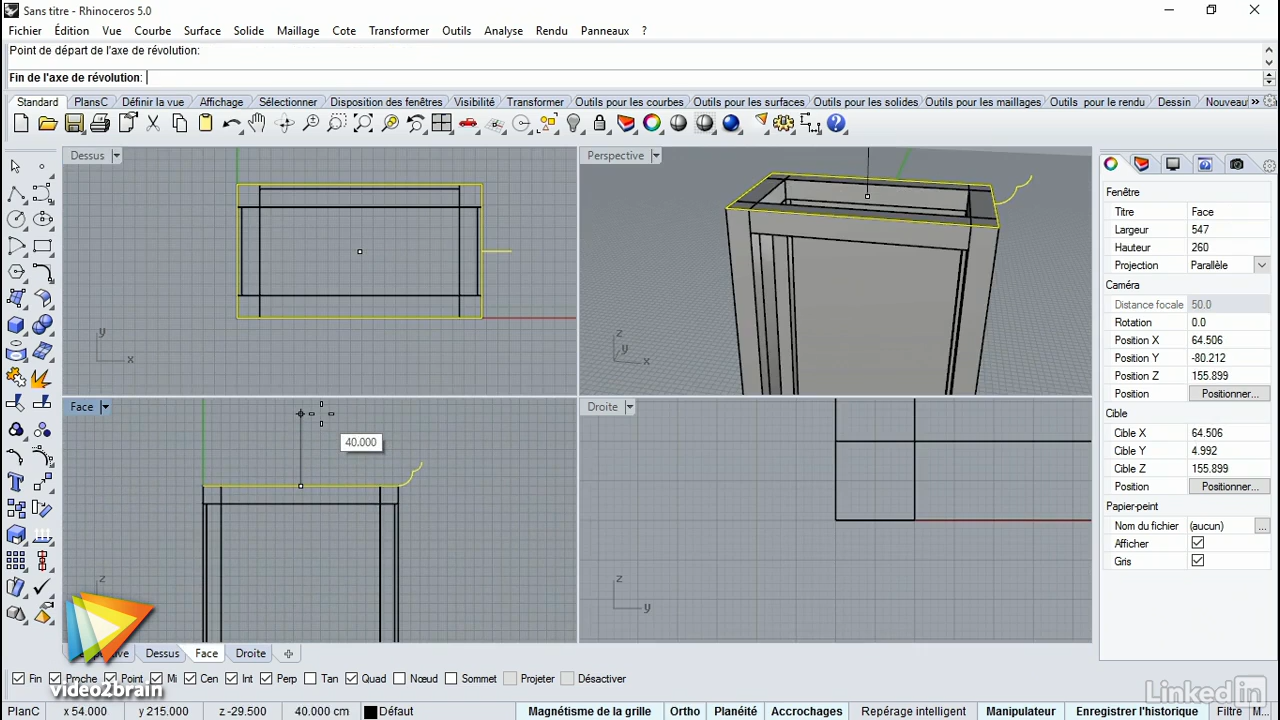 Sans titre - Rhinoceros 5.0
Fichier Édition Vue Courbe Surface Solide Maillage Cote Transformer Outils Analyse Rendu Panneaux ?
Point de départ de l'axe de révolution:
Fin de l'axe de révolution:
Standard PlansC Définir la vue Affichage Sélectionner Disposition des fenêtres Visibilité Transformer Outils pour les courbes Outils pour les surfaces Outils pour les solides Outils pour les maillages Outils pour le rendu Dessin Nouveau »
Dessus
y
x
Perspective
z
y
x
Face
40.000
z
Droite
z
y
Fenêtre
Titre Face
Largeur 547
Hauteur 260
Projection Parallèle
Caméra
Distance focale 50.0
Rotation 0.0
Position X 64.506
Position Y -80.212
Position Z 155.899
Position Positionner...
Cible
Cible X 64.506
Cible Y 4.992
Cible Z 155.899
Position Positionner...
Papier-peint
Nom du fichier (aucun) ...
Afficher
Gris
Dessus Face Droite
Fin Proche Point Mi Cen Int Perp Tan Quad Nœud Sommet Projeter Désactiver
video2brain
LinkedIn
PlanC x 54.000 y 215.000 z -29.500 40.000 cm Défaut Magnétisme de la grille Ortho Planéité Accrochages Repérage intelligent Manipulateur Enregistrer l'historique Filtre M...